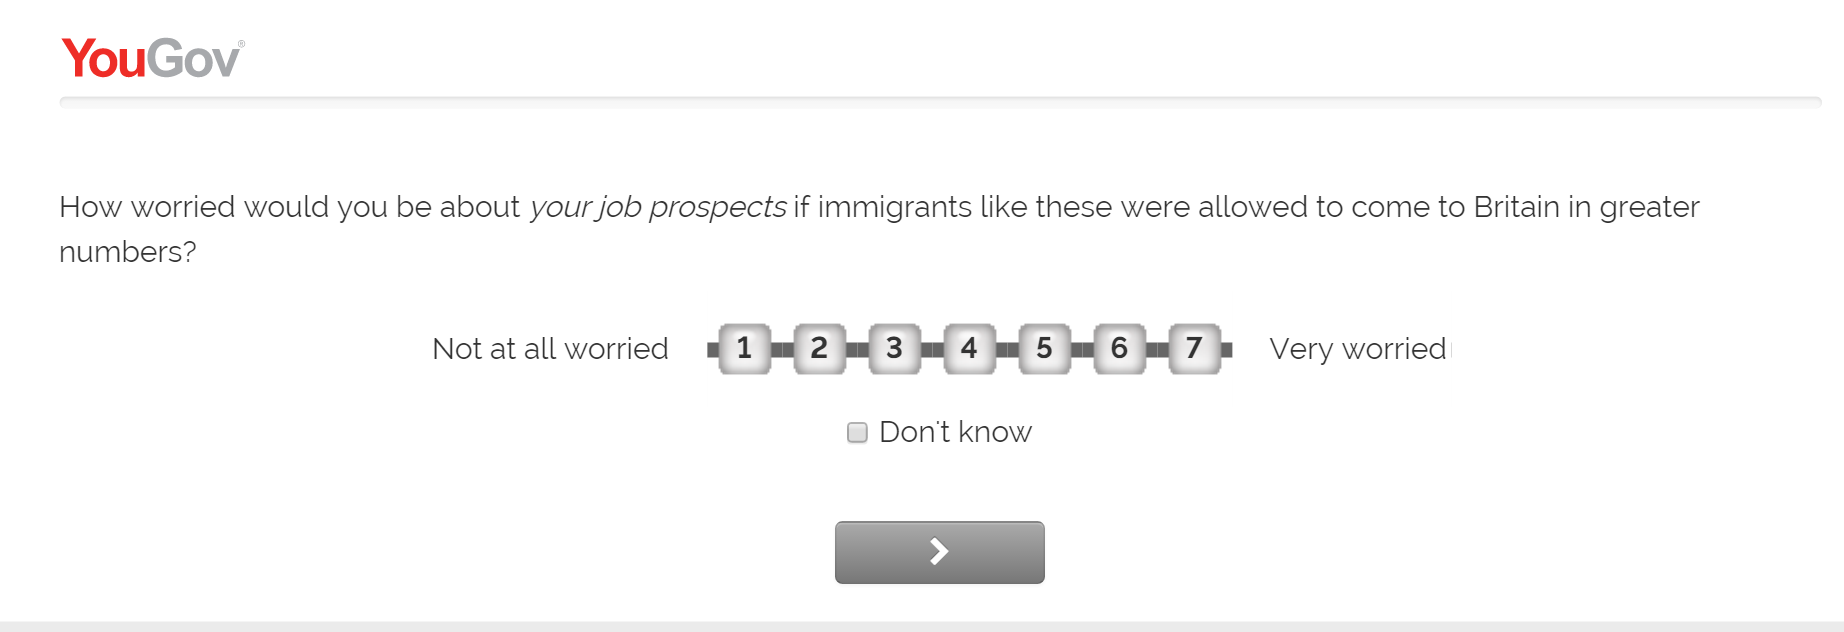 YouGov®
How worried would you be about your job prospects if immigrants like these were allowed to come to Britain in greater
numbers?
Not at all worried 1 2 3 4 5 6 7 Very worried
Don't know